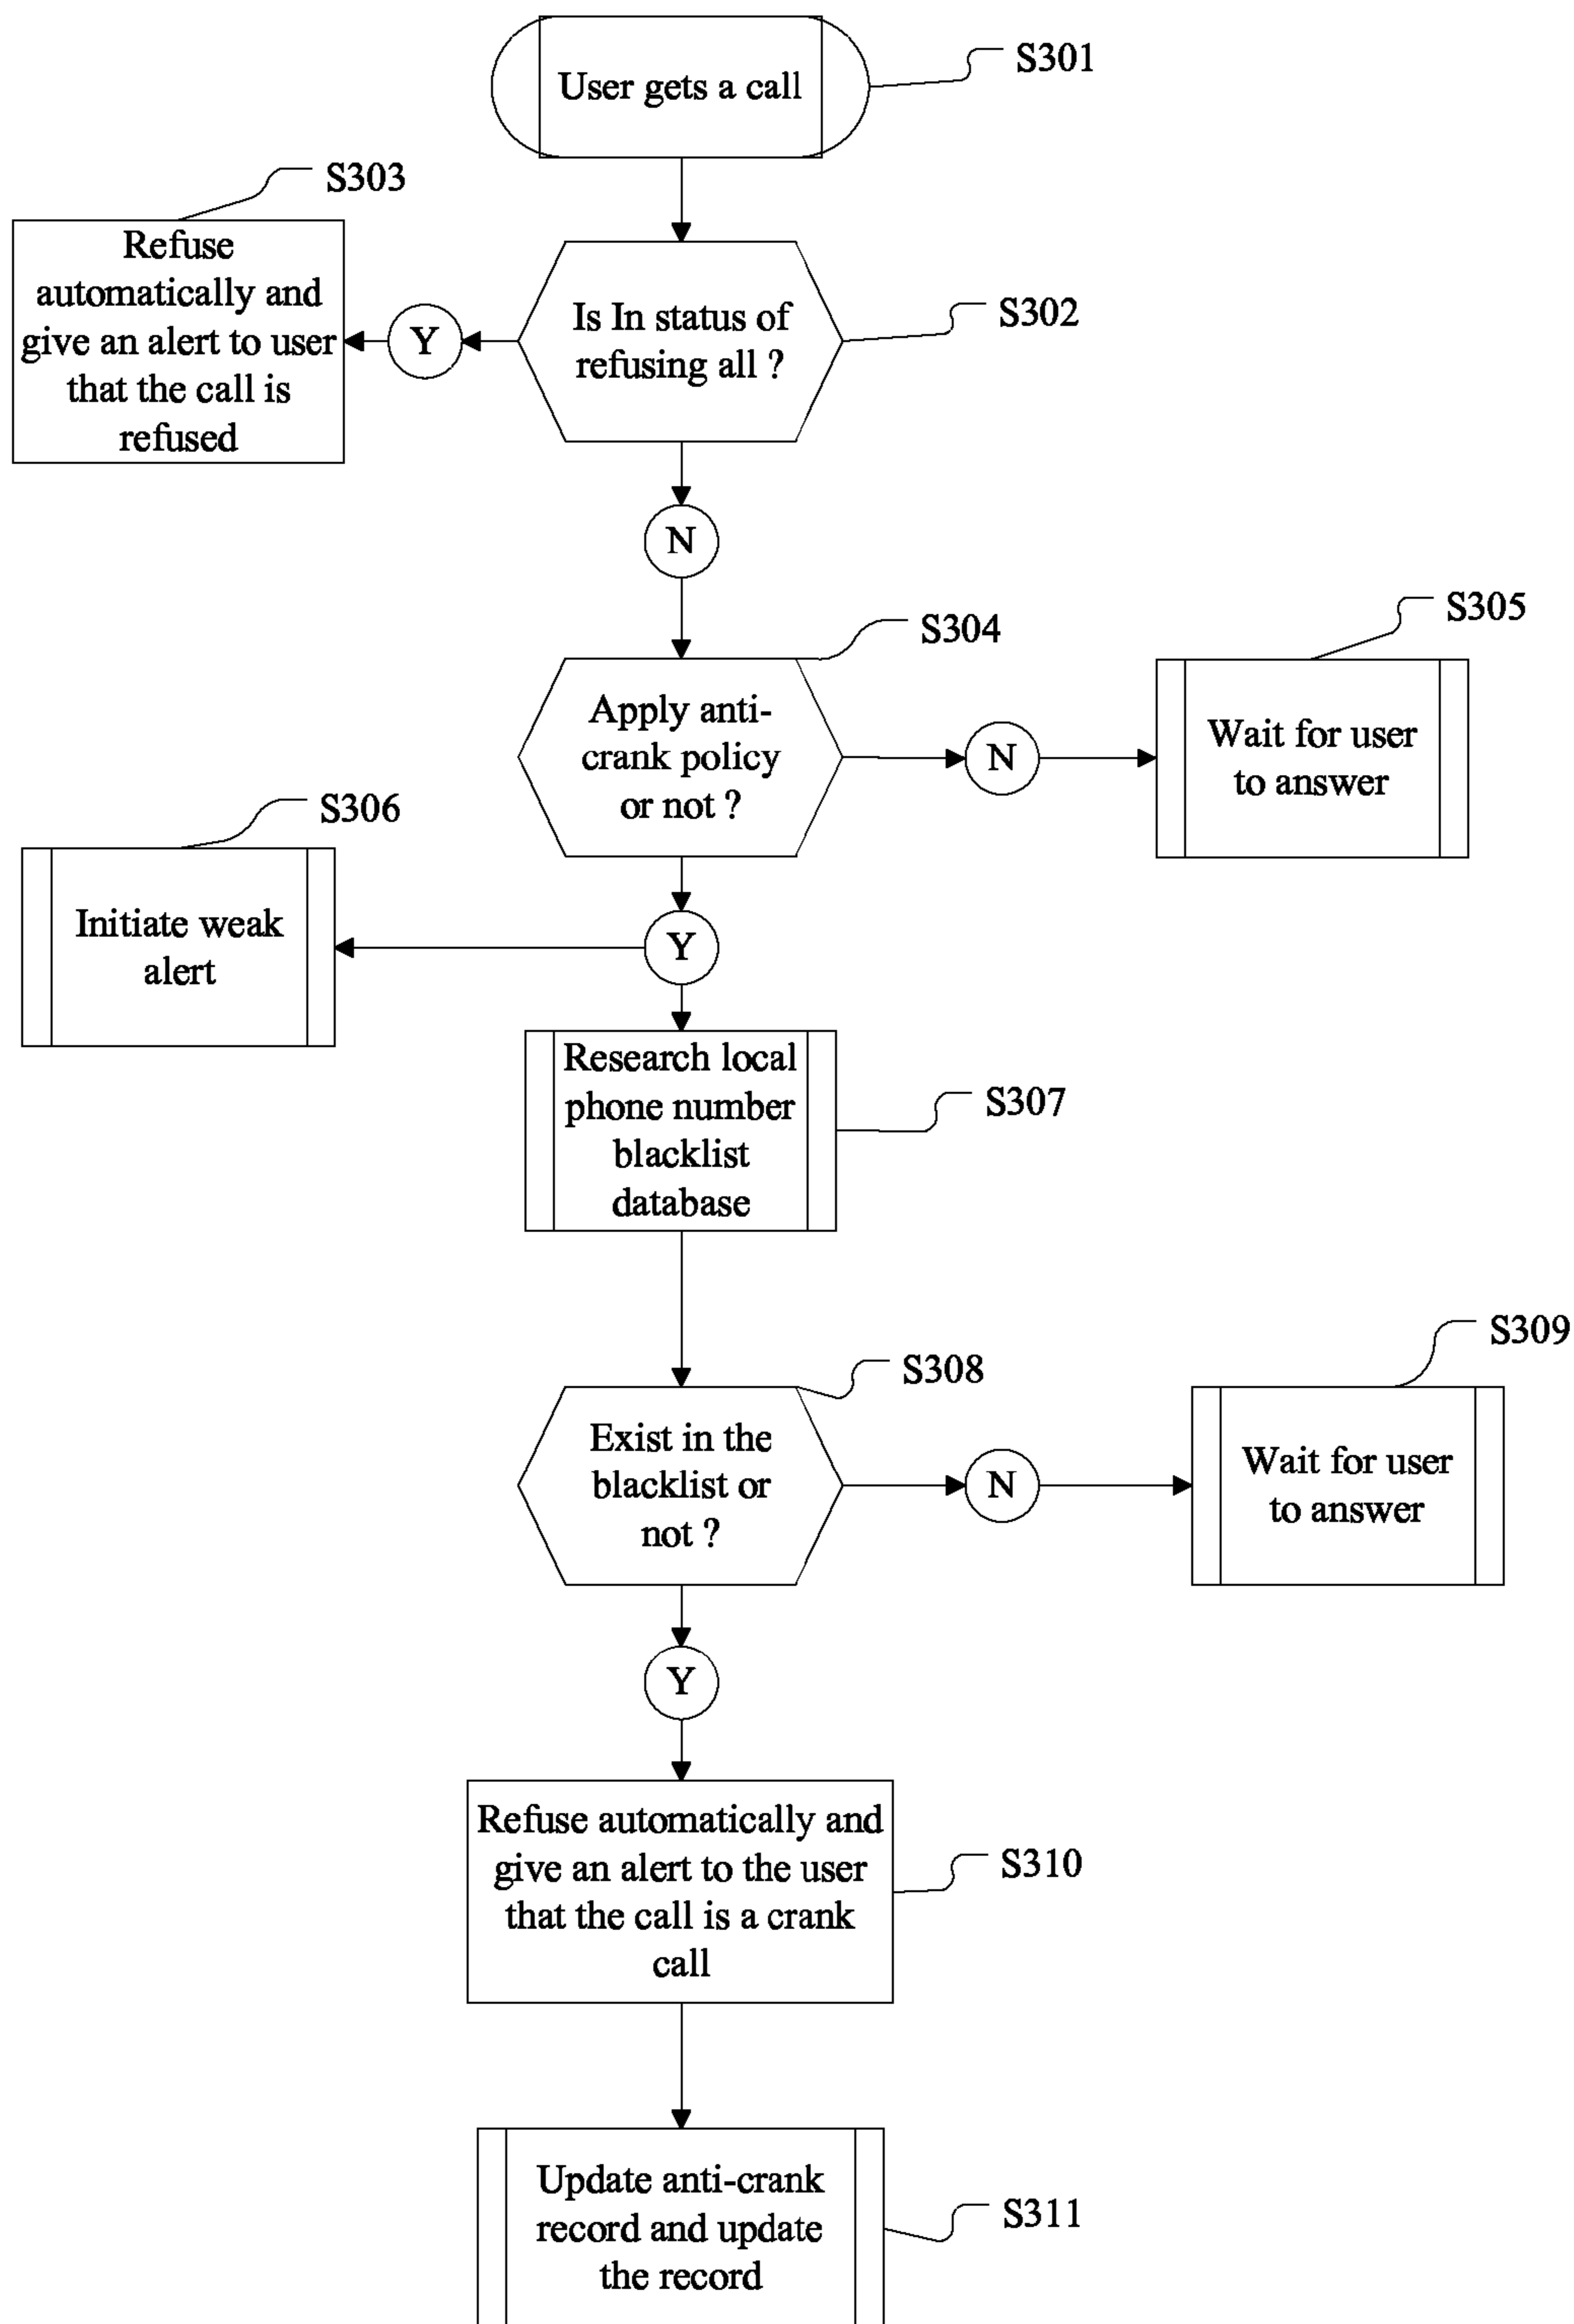 User gets a call
S301
S303
Refuse
automatically and
give an alert to user
that the call is
refused
Y
Is In status of
refusing all ?
S302
N
S304
S305
Apply anti-
crank policy
or not ?
N
Wait for user
to answer
S306
Initiate weak
alert
Y
Research local
phone number
blacklist
database
S307
S308
S309
Exist in the
blacklist or
not ?
N
Wait for user
to answer
Y
Refuse automatically and
give an alert to the user
that the call is a crank
call
S310
Update anti-crank
record and update
the record
S311